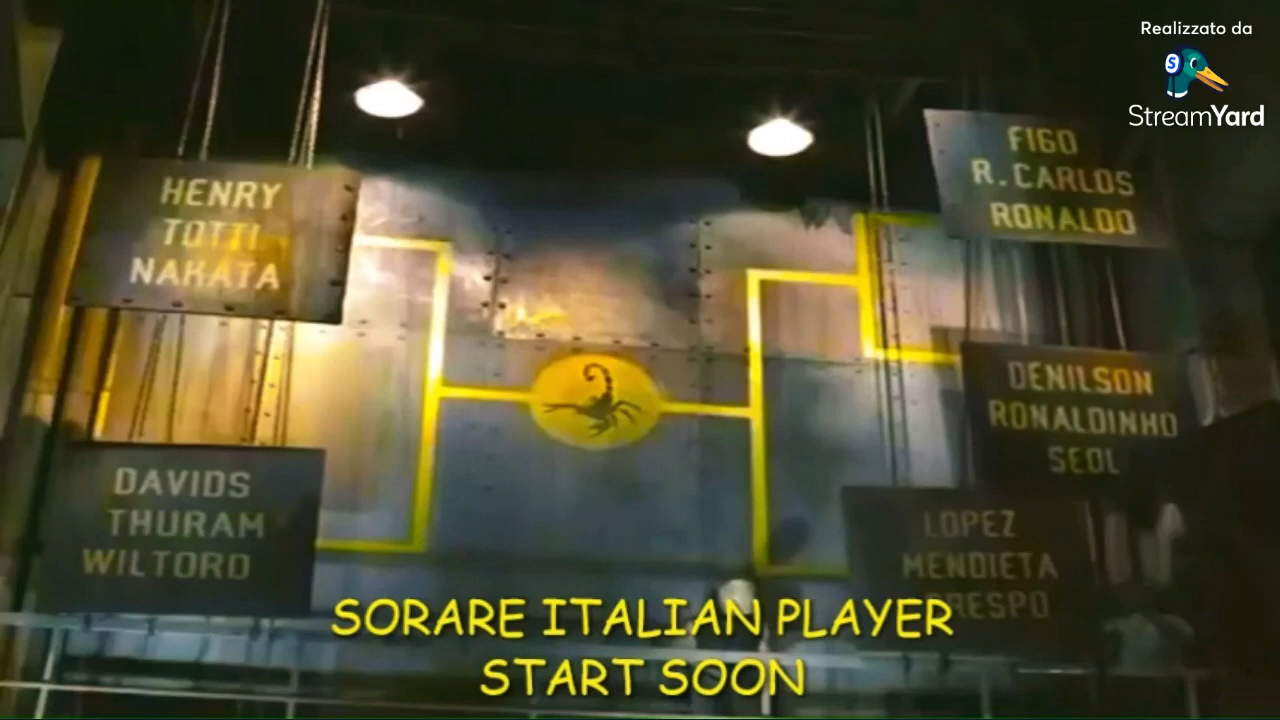 Realizzato da
StreamYard
HENRY
TOTTI
NAKATA
FIGO
R. CARLOS
RONALDO
DENILSON
RONALDINHO
SEOL
DAVIDS
THURAM
WILTORD
LOPEZ
MENDIETA
CRESPO
SORARE ITALIAN PLAYER
START SOON